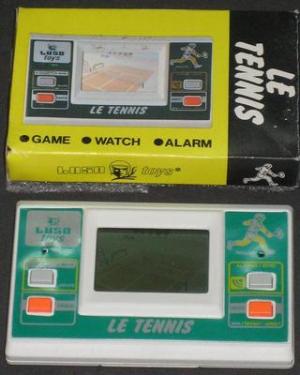 LUSO
toys
LE TENNIS
LE
TENNIS
●GAME ●WATCH ●ALARM
LUSO toys®
LUSO
toys
LE TENNIS